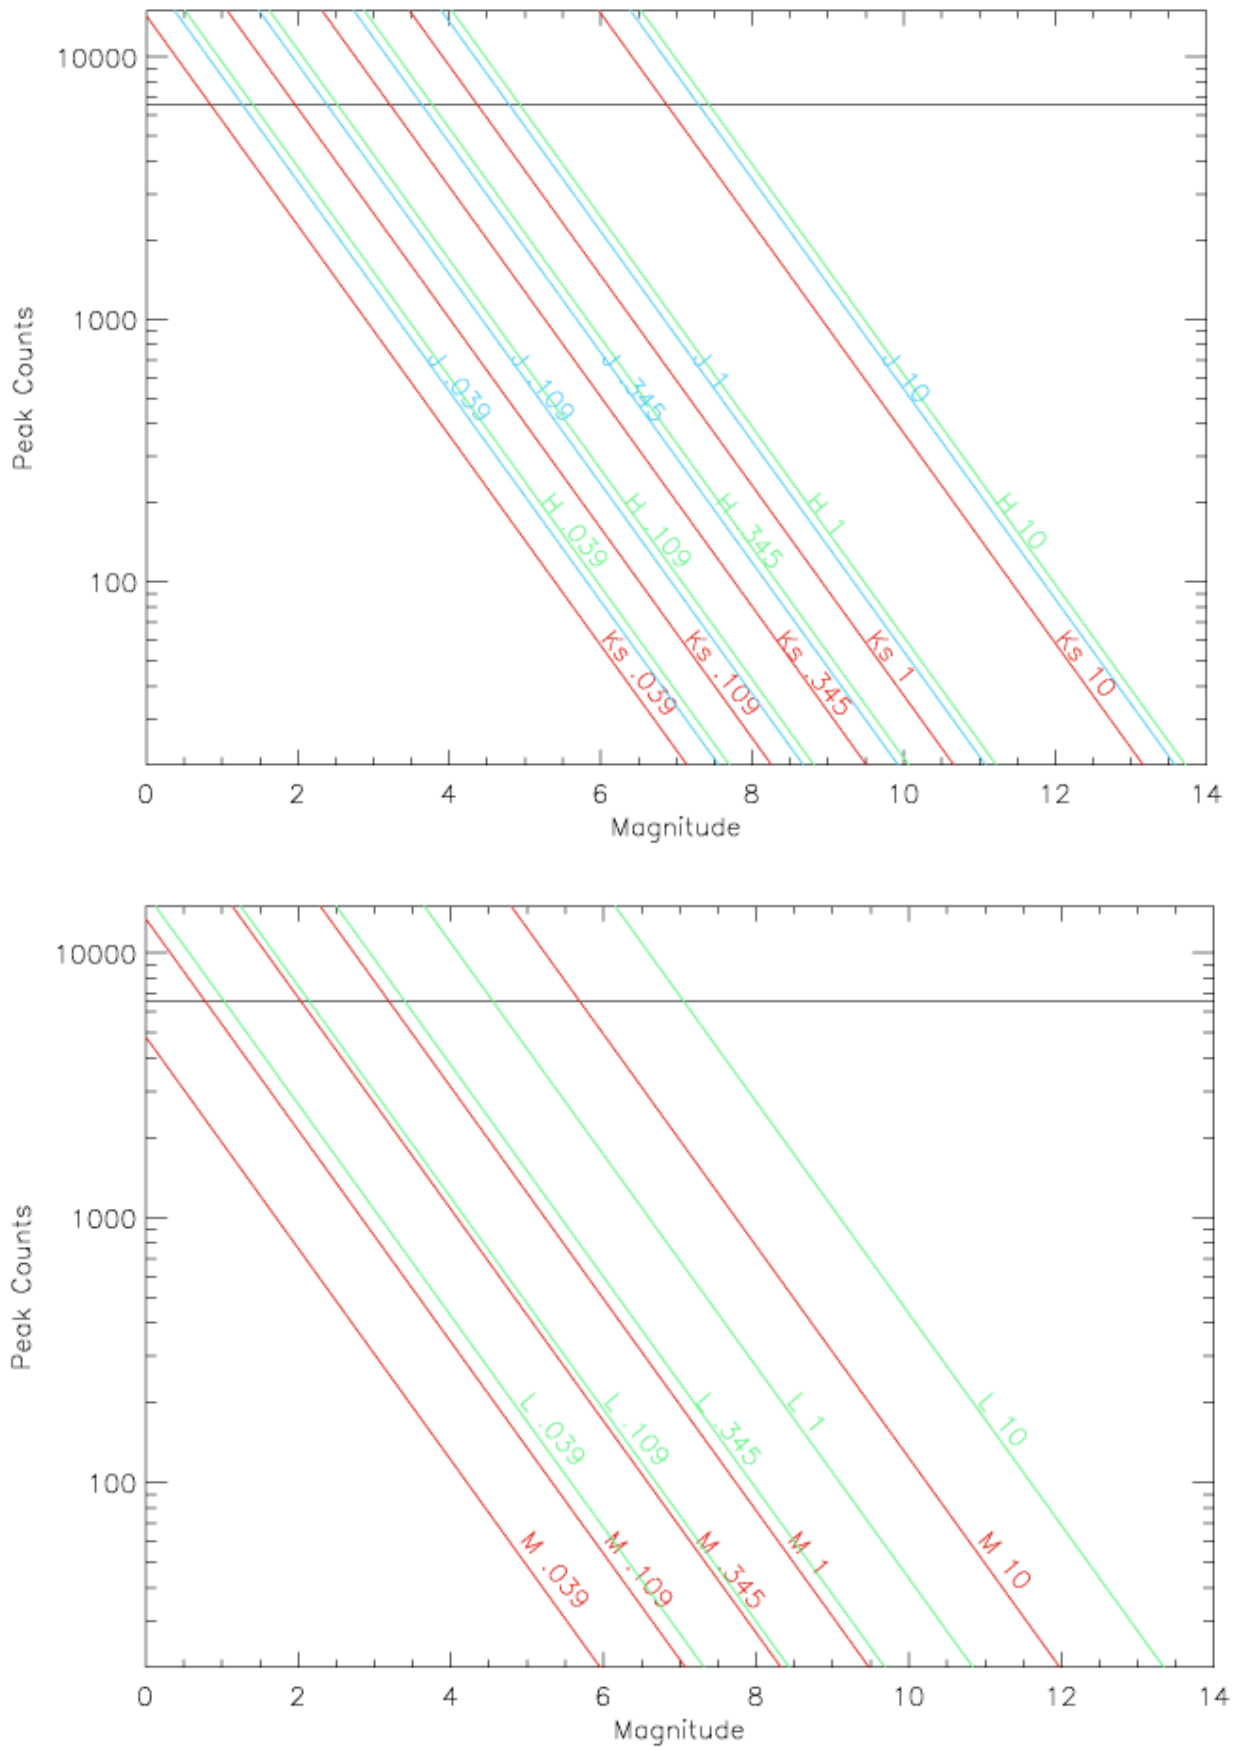 10000
1000
100
Peak Counts
J .039
J .109
J .345
J 1
J 10
H .039
H .109
H .345
H 1
H 10
Ks .039
Ks .109
Ks .345
Ks 1
Ks 10
0 2 4 6 8 10 12 14
Magnitude
10000
1000
100
Peak Counts
L .039
L .109
L .345
L 1
L 10
M .039
M .109
M .345
M 1
M 10
0 2 4 6 8 10 12 14
Magnitude